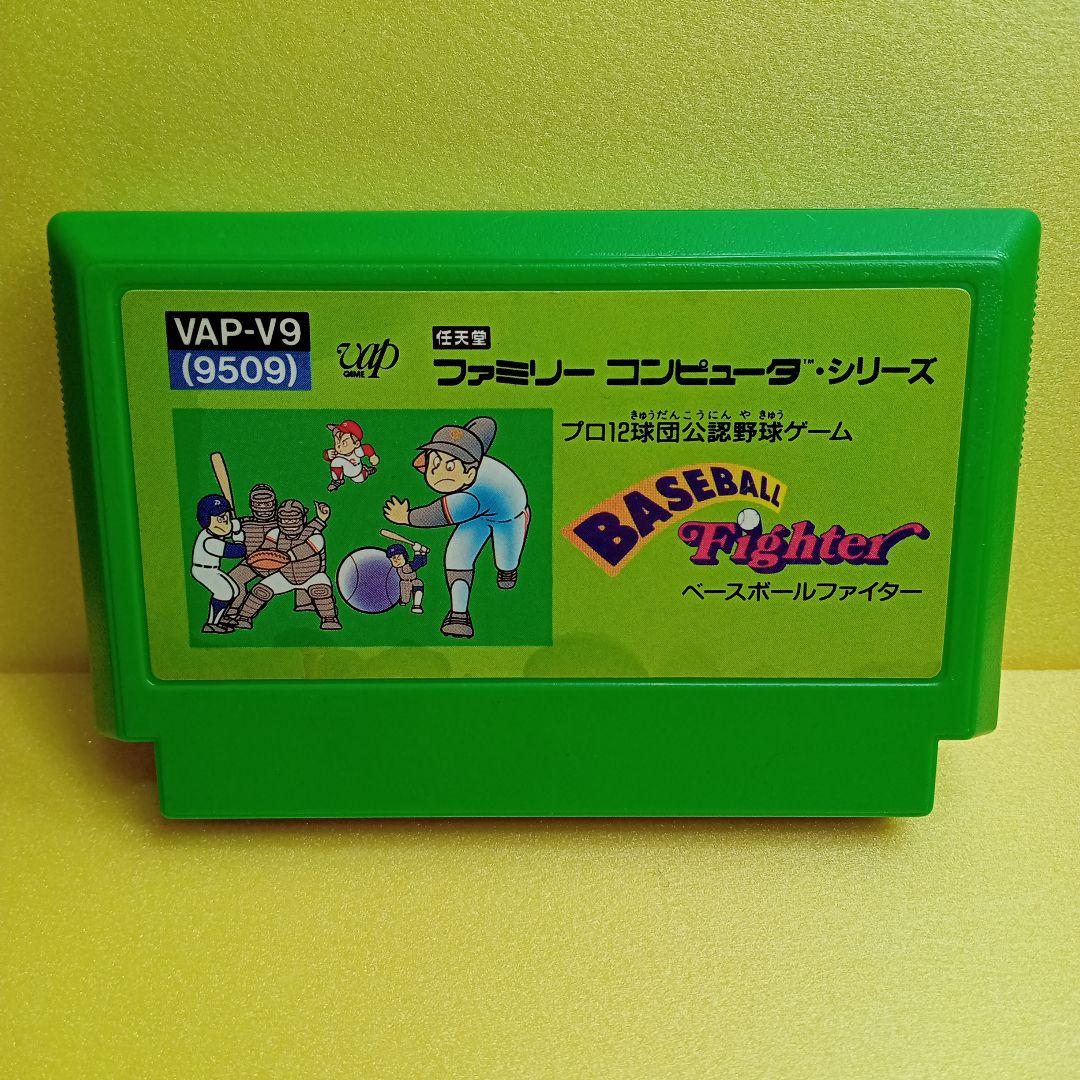 VAP-V9
(9509)
vap
GAME
任天堂
ファミリー コンピュータ™・シリーズ
きゅうだんこうにん や きゅう
プロ12球団公認野球ゲーム
BASEBALL
Fighter
ベースボールファイター